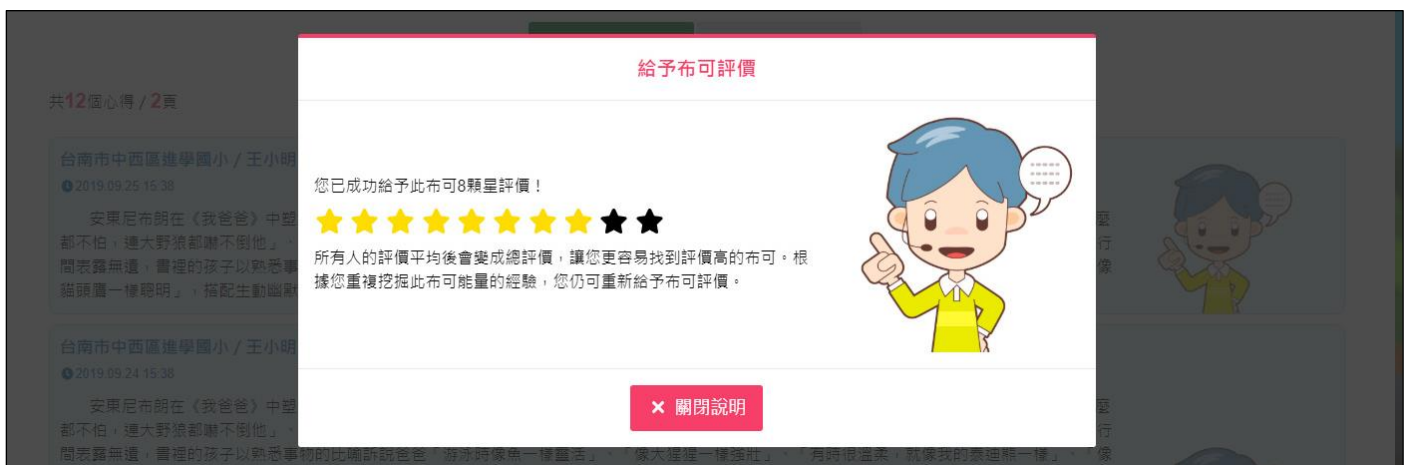 給予布可評價
共12個心得 / 2頁
台南市中西區進學國小 / 王小明
2019.09.25 15:38
安東尼布朗在《我爸爸》中塑
麼
都不怕，連大野狼都嚇不倒他」、
行
間表露無遺，書裡的孩子以熟悉事
像
貓頭鷹一樣聰明」，搭配生動幽默
您已成功給予此布可8顆星評價！
所有人的評價平均後會變成總評價，讓您更容易找到評價高的布可。根
據您重複挖掘此布可能量的經驗，您仍可重新給予布可評價。
台南市中西區進學國小 / 王小明
2019.09.24 15:38
安東尼布朗在《我爸爸》中塑
麼
都不怕，連大野狼都嚇不倒他」、
行
間表露無遺，書裡的孩子以熟悉事物的比喻訴說爸爸「游泳時像魚一樣靈活」、「像大猩猩一樣強壯」、「有時很溫柔，就像我的泰迪熊一樣」、「像
關閉說明